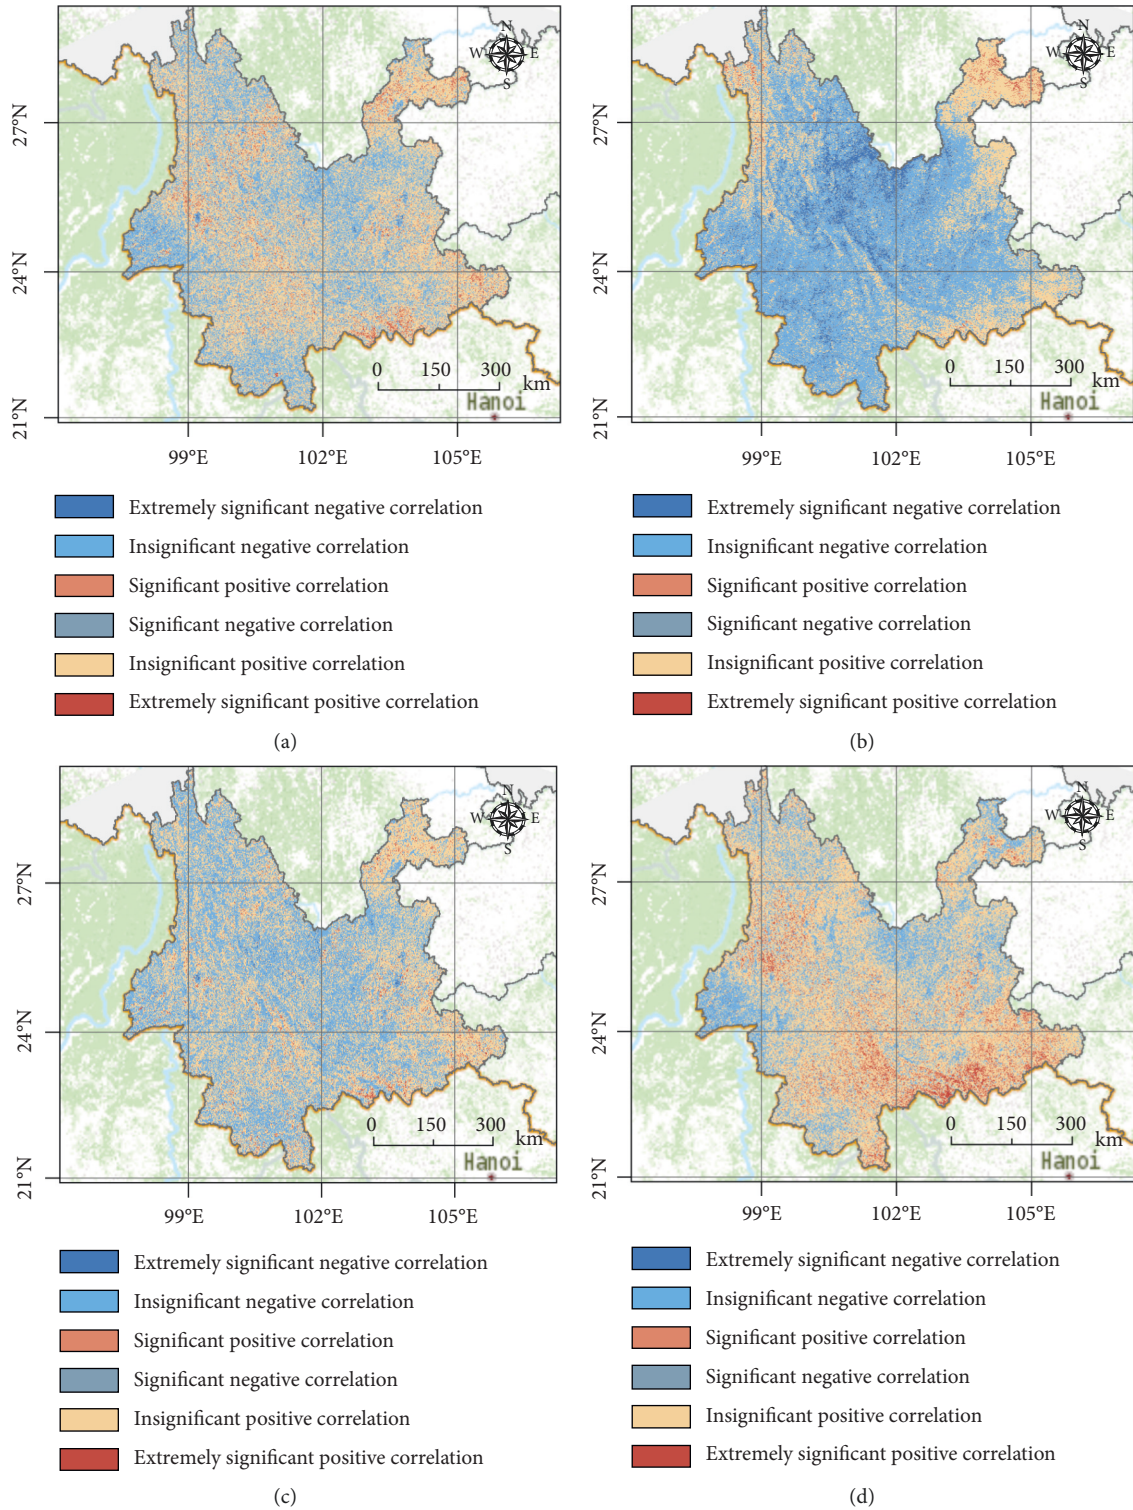 N
W E
S
27°N
24°N
21°N
0 150 300
km
Hanoi
99°E 102°E 105°E
Extremely significant negative correlation
Insignificant negative correlation
Significant positive correlation
Significant negative correlation
Insignificant positive correlation
Extremely significant positive correlation
(a)
N
W E
S
27°N
24°N
21°N
0 150 300
km
Hanoi
99°E 102°E 105°E
Extremely significant negative correlation
Insignificant negative correlation
Significant positive correlation
Significant negative correlation
Insignificant positive correlation
Extremely significant positive correlation
(b)
N
W E
S
27°N
24°N
21°N
0 150 300
km
Hanoi
99°E 102°E 105°E
Extremely significant negative correlation
Insignificant negative correlation
Significant positive correlation
Significant negative correlation
Insignificant positive correlation
Extremely significant positive correlation
(c)
N
W E
S
27°N
24°N
21°N
0 150 300
km
Hanoi
99°E 102°E 105°E
Extremely significant negative correlation
Insignificant negative correlation
Significant positive correlation
Significant negative correlation
Insignificant positive correlation
Extremely significant positive correlation
(d)